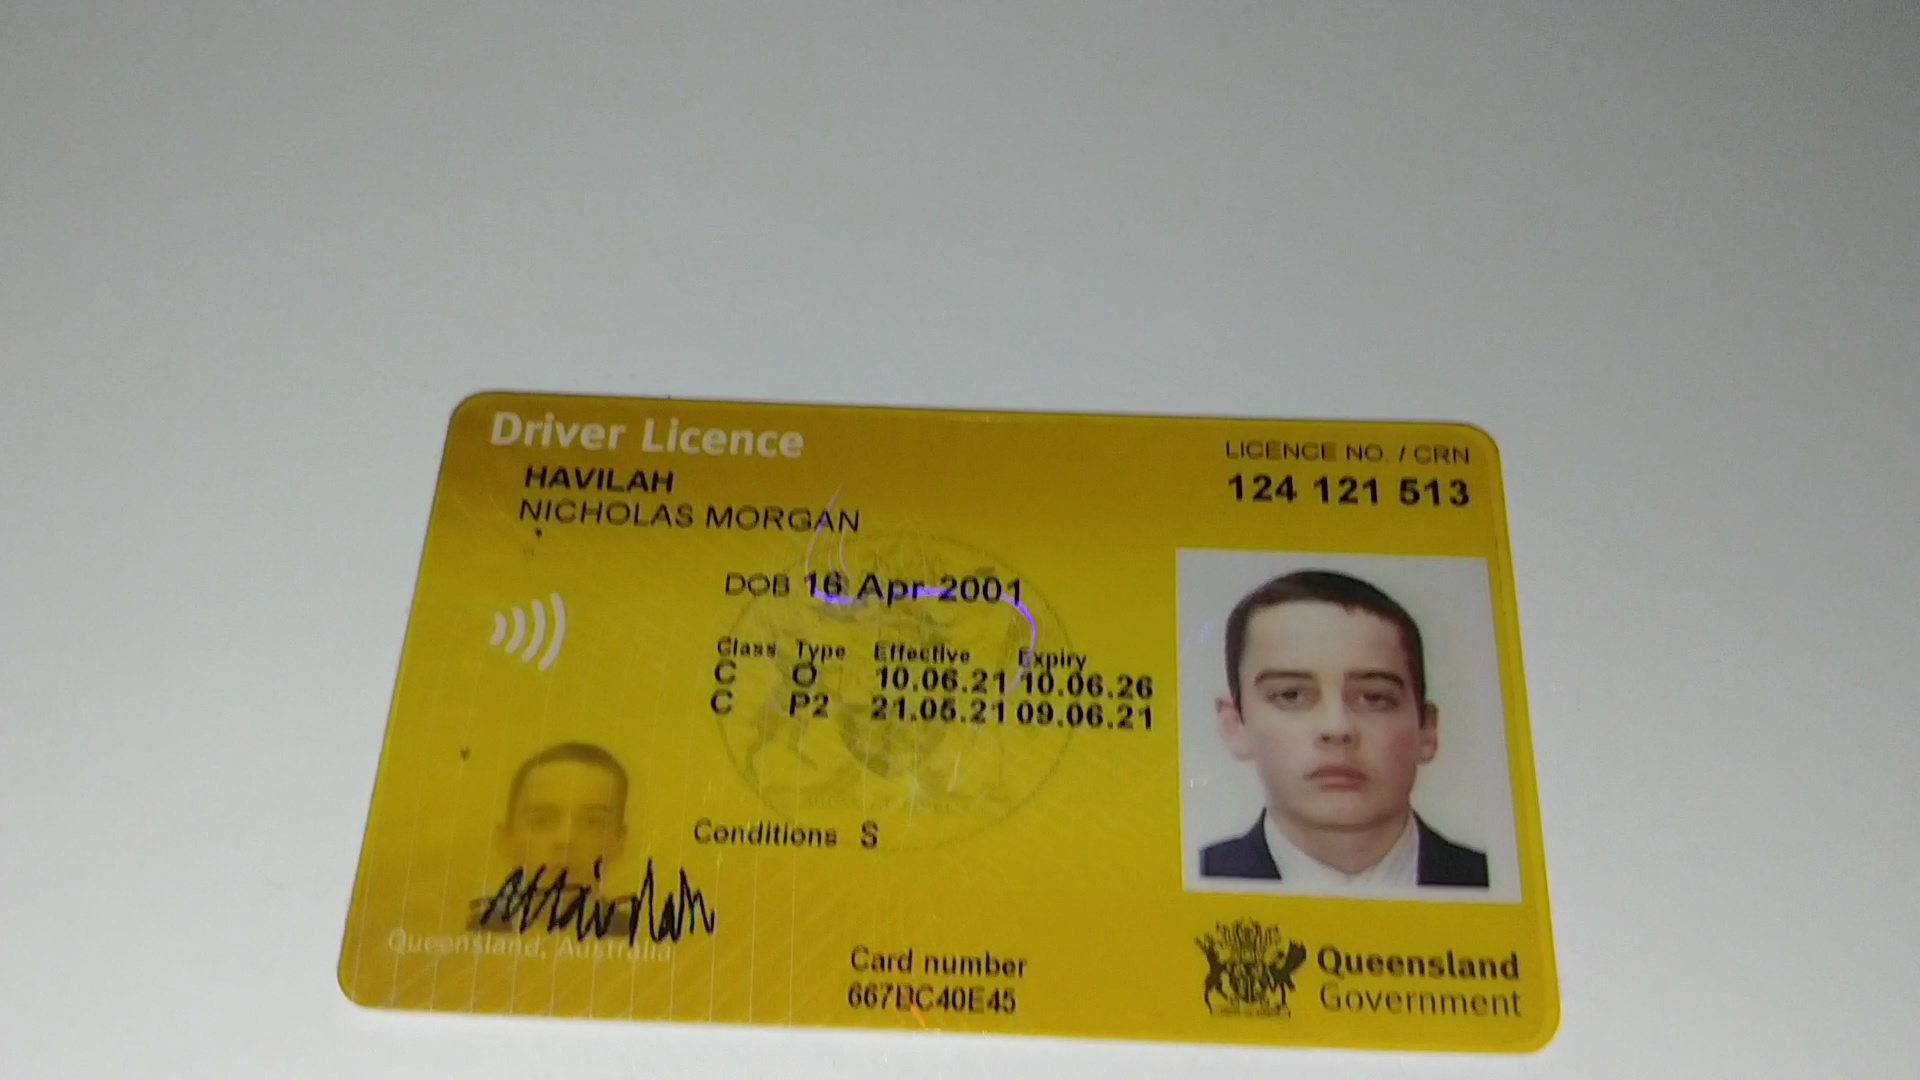 Driver Licence
HAVILAH
NICHOLAS MORGAN
LICENCE NO. / CRN
124 121 513
DOB 16 Apr 2001
Class Type Effective Expiry
C O 10.06.21 10.06.26
C P2 21.05.21 09.06.21
Conditions S
Queensland, Australia
Card number
667BC40E45
Queensland
Government